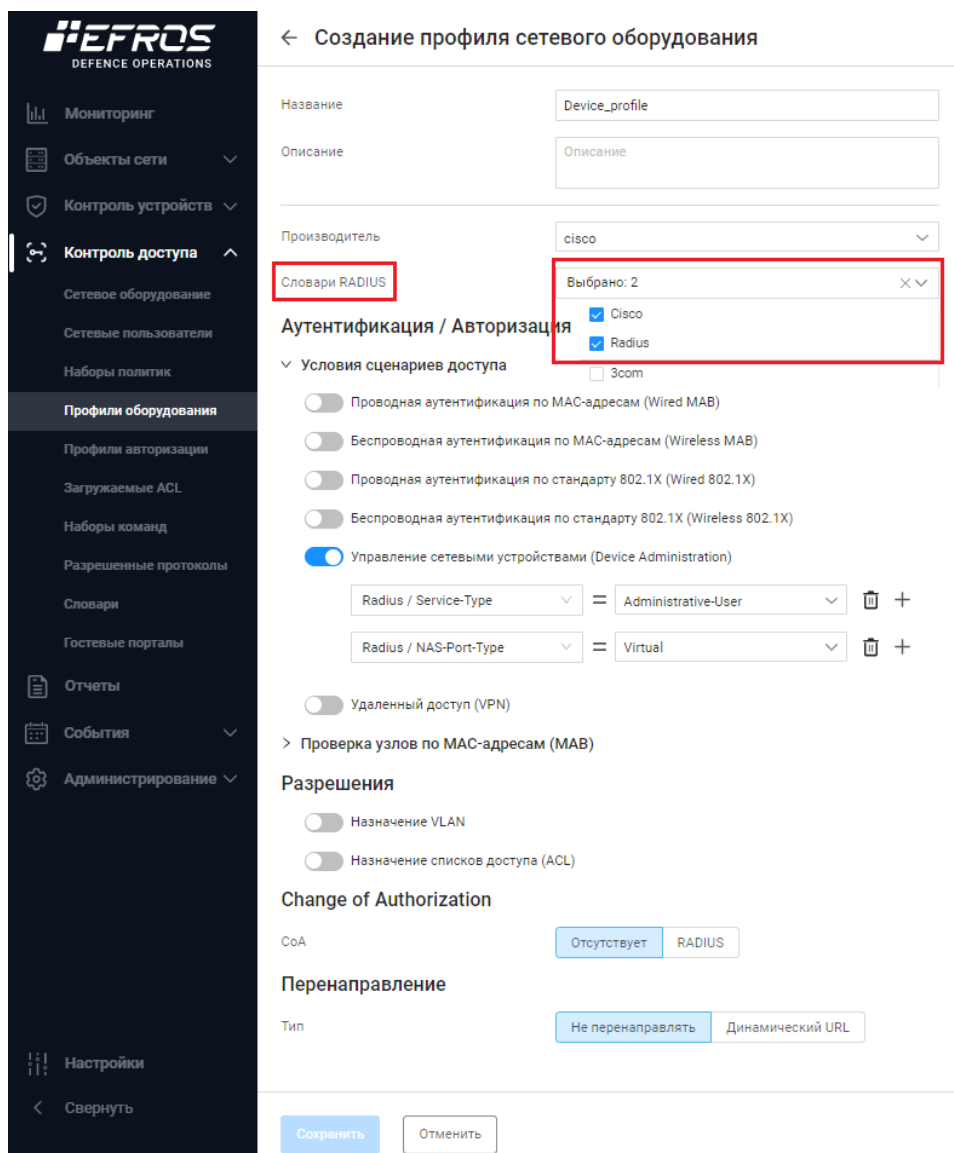 EFROS
DEFENCE OPERATIONS
Мониторинг
Объекты сети
Контроль устройств
Контроль доступа
Сетевое оборудование
Сетевые пользователи
Наборы политик
Профили оборудования
Профили авторизации
Загружаемые ACL
Наборы команд
Разрешенные протоколы
Словари
Гостевые порталы
Отчеты
События
Администрирование
Настройки
Свернуть
Создание профиля сетевого оборудования
Название
Device_profile
Описание
Описание
Производитель
cisco
Словари RADIUS
Выбрано: 2
Cisco
Radius
3com
Аутентификация / Авторизация
Условия сценариев доступа
Проводная аутентификация по MAC-адресам (Wired MAB)
Беспроводная аутентификация по MAC-адресам (Wireless MAB)
Проводная аутентификация по стандарту 802.1X (Wired 802.1X)
Беспроводная аутентификация по стандарту 802.1X (Wireless 802.1X)
Управление сетевыми устройствами (Device Administration)
Radius / Service-Type = Administrative-User
Radius / NAS-Port-Type = Virtual
Удаленный доступ (VPN)
Проверка узлов по MAC-адресам (MAB)
Разрешения
Назначение VLAN
Назначение списков доступа (ACL)
Change of Authorization
CoA
Отсутствует
RADIUS
Перенаправление
Тип
Не перенаправлять
Динамический URL
Сохранить
Отменить